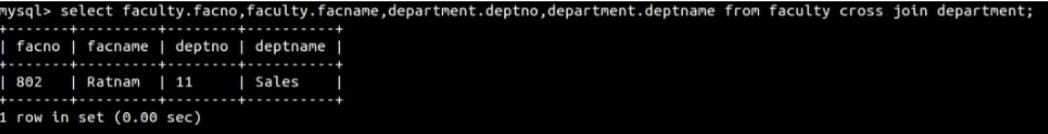 mysql> select faculty.facno,faculty.facname,department.deptno,department.deptname from faculty cross join department;
+-------+---------+--------+----------+
| facno | facname | deptno | deptname |
+-------+---------+--------+----------+
| 802   | Ratnam  | 11     | Sales    |
+-------+---------+--------+----------+
1 row in set (0.00 sec)